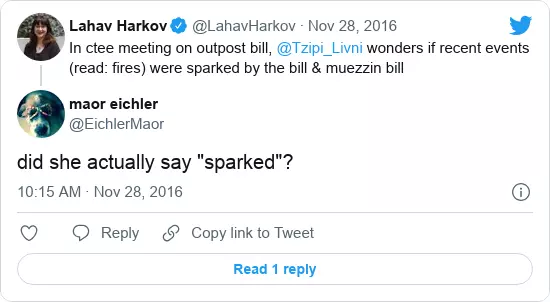 Lahav Harkov @LahavHarkov · Nov 28, 2016
In ctee meeting on outpost bill, @Tzipi_Livni wonders if recent events
(read: fires) were sparked by the bill & muezzin bill
maor eichler
@EichlerMaor
did she actually say "sparked"?
10:15 AM · Nov 28, 2016
Reply
Copy link to Tweet
Read 1 reply